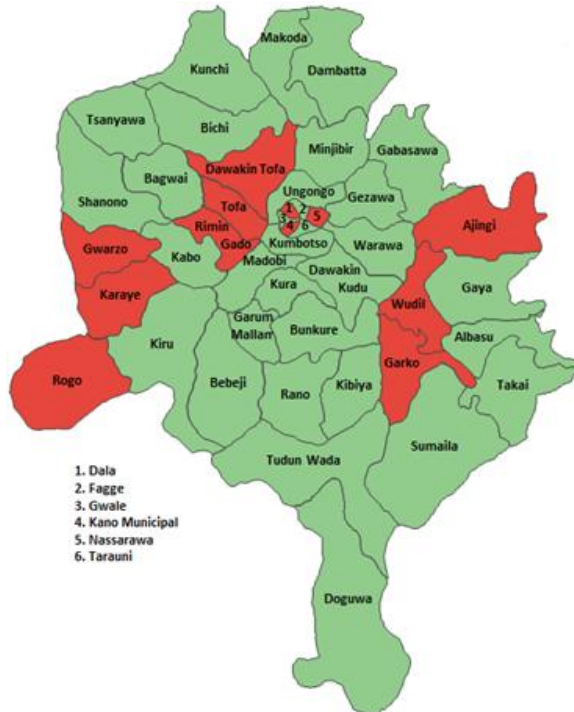 Makoda
Kunchi
Dambatta
Tsanyawa
Bichi
Minjibir
Gabasawa
Dawakin Tofa
Bagwai
Ungongo
Shanono
Gezawa
Tofa
1
2
3
5
4
6
Ajingi
Rimin
Gado
Gwarzo
Kumbotso
Warawa
Kabo
Madobi
Dawakin
Kudu
Karaye
Kura
Gaya
Wudil
Garum
Mallam
Bunkure
Albasu
Kiru
Garko
Rogo
Bebeji
Rano
Kibiya
Takai
Sumaila
Tudun Wada
1. Dala
2. Fagge
3. Gwale
4. Kano Municipal
5. Nassarawa
6. Tarauni
Doguwa